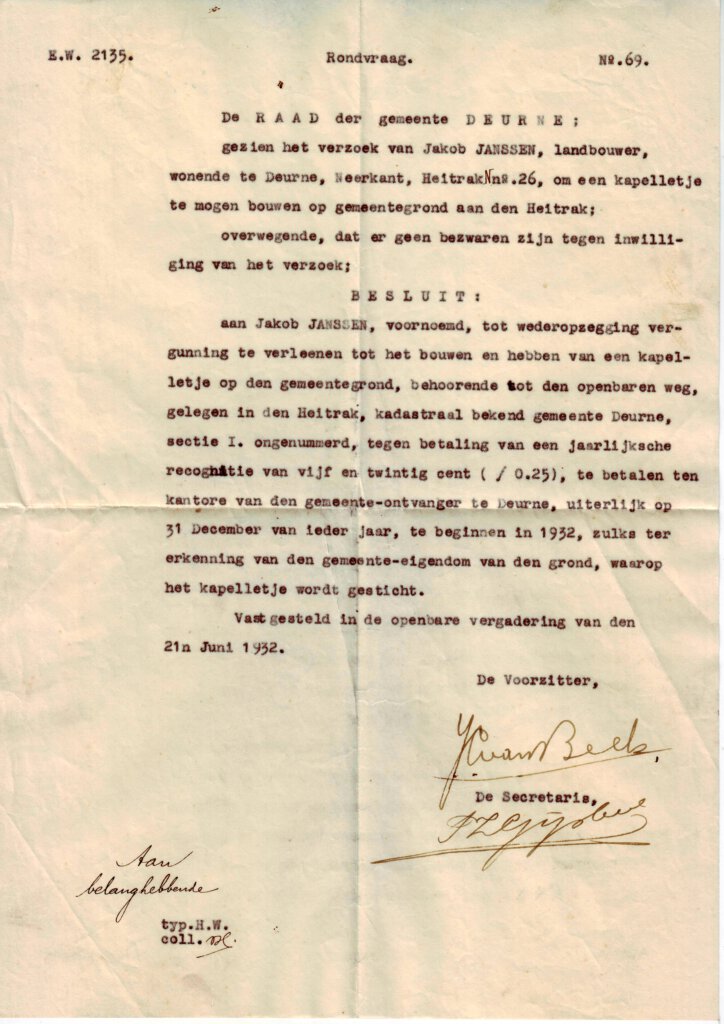 E.W. 2135. Rondvraag. No.69.
De RAAD der gemeente DEURNE;
gezien het verzoek van Jakob JANSSEN, landbouwer,
wonende te Deurne, Neerkant, HeitrakNno.26, om een kapelletje
te mogen bouwen op gemeentegrond aan den Heitrak;
overwegende, dat er geen bezwaren zijn tegen inwilli-
ging van het verzoek;
BESLUIT:
aan Jakob JANSSEN, voornoemd, tot wederopzegging ver-
gunning te verleenen tot het bouwen en hebben van een kapel-
letje op den gemeentegrond, behoorende tot den openbaren weg,
gelegen in den Heitrak, kadastraal bekend gemeente Deurne,
sectie I. ongenummerd, tegen betaling van een jaarlijksche
recognitie van vijf en twintig cent ( ƒ 0.25), te betalen ten
kantore van den gemeente-ontvanger te Deurne, uiterlijk op
31 December van ieder jaar, te beginnen in 1932, zulks ter
erkenning van den gemeente-eigendom van den grond, waarop
het kapelletje wordt gesticht.
Vastgesteld in de openbare vergadering van den
21n Juni 1932.
De Voorzitter,
van Beek
De Secretaris,
Aan
belanghebbende
typ.H.W.
coll.